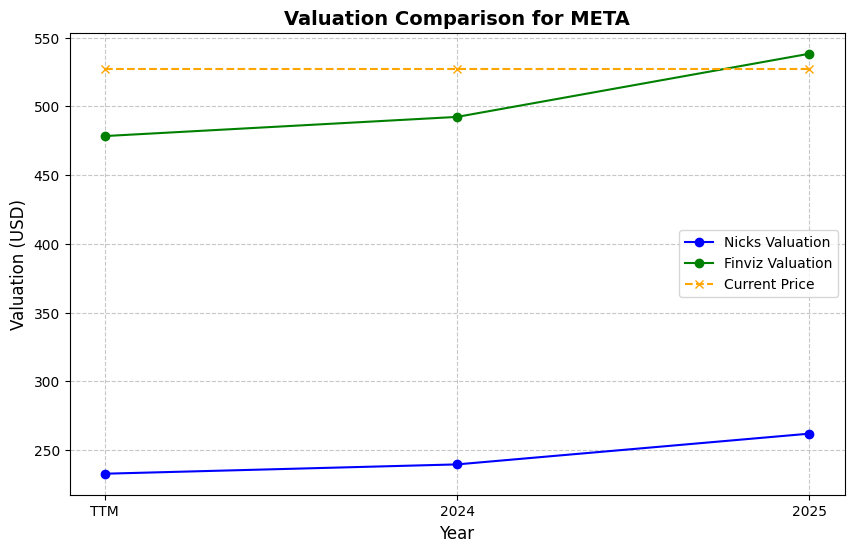 Valuation Comparison for META
550
500
450
400
350
300
250
Valuation (USD)
Nicks Valuation
Finviz Valuation
Current Price
TTM
2024
2025
Year